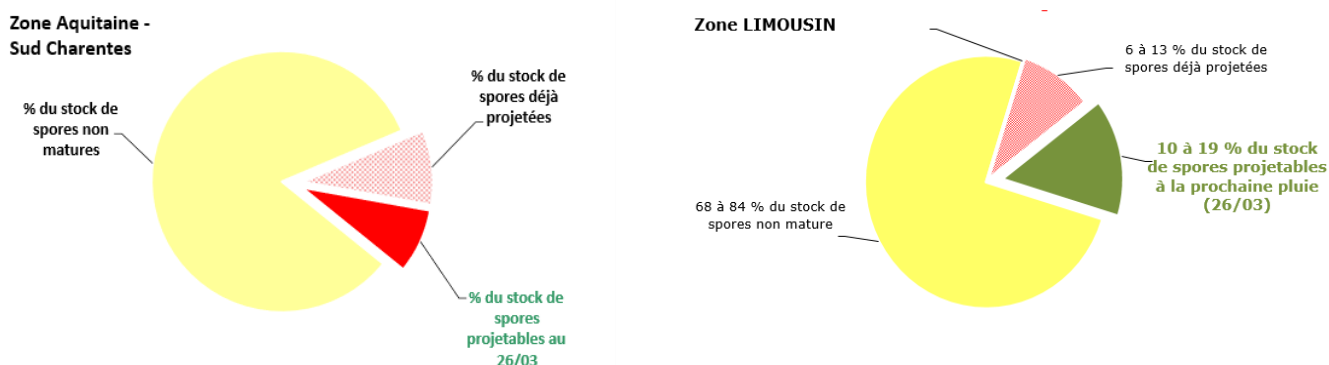 Zone Aquitaine -
Sud Charentes
% du stock de
spores non
matures
% du stock de
spores déjà
projetées
% du stock de
spores
projetables au
26/03
Zone LIMOUSIN
6 à 13 % du stock de
spores déjà projetées
10 à 19 % du stock
de spores projetables
à la prochaine pluie
(26/03)
68 à 84 % du stock de
spores non mature